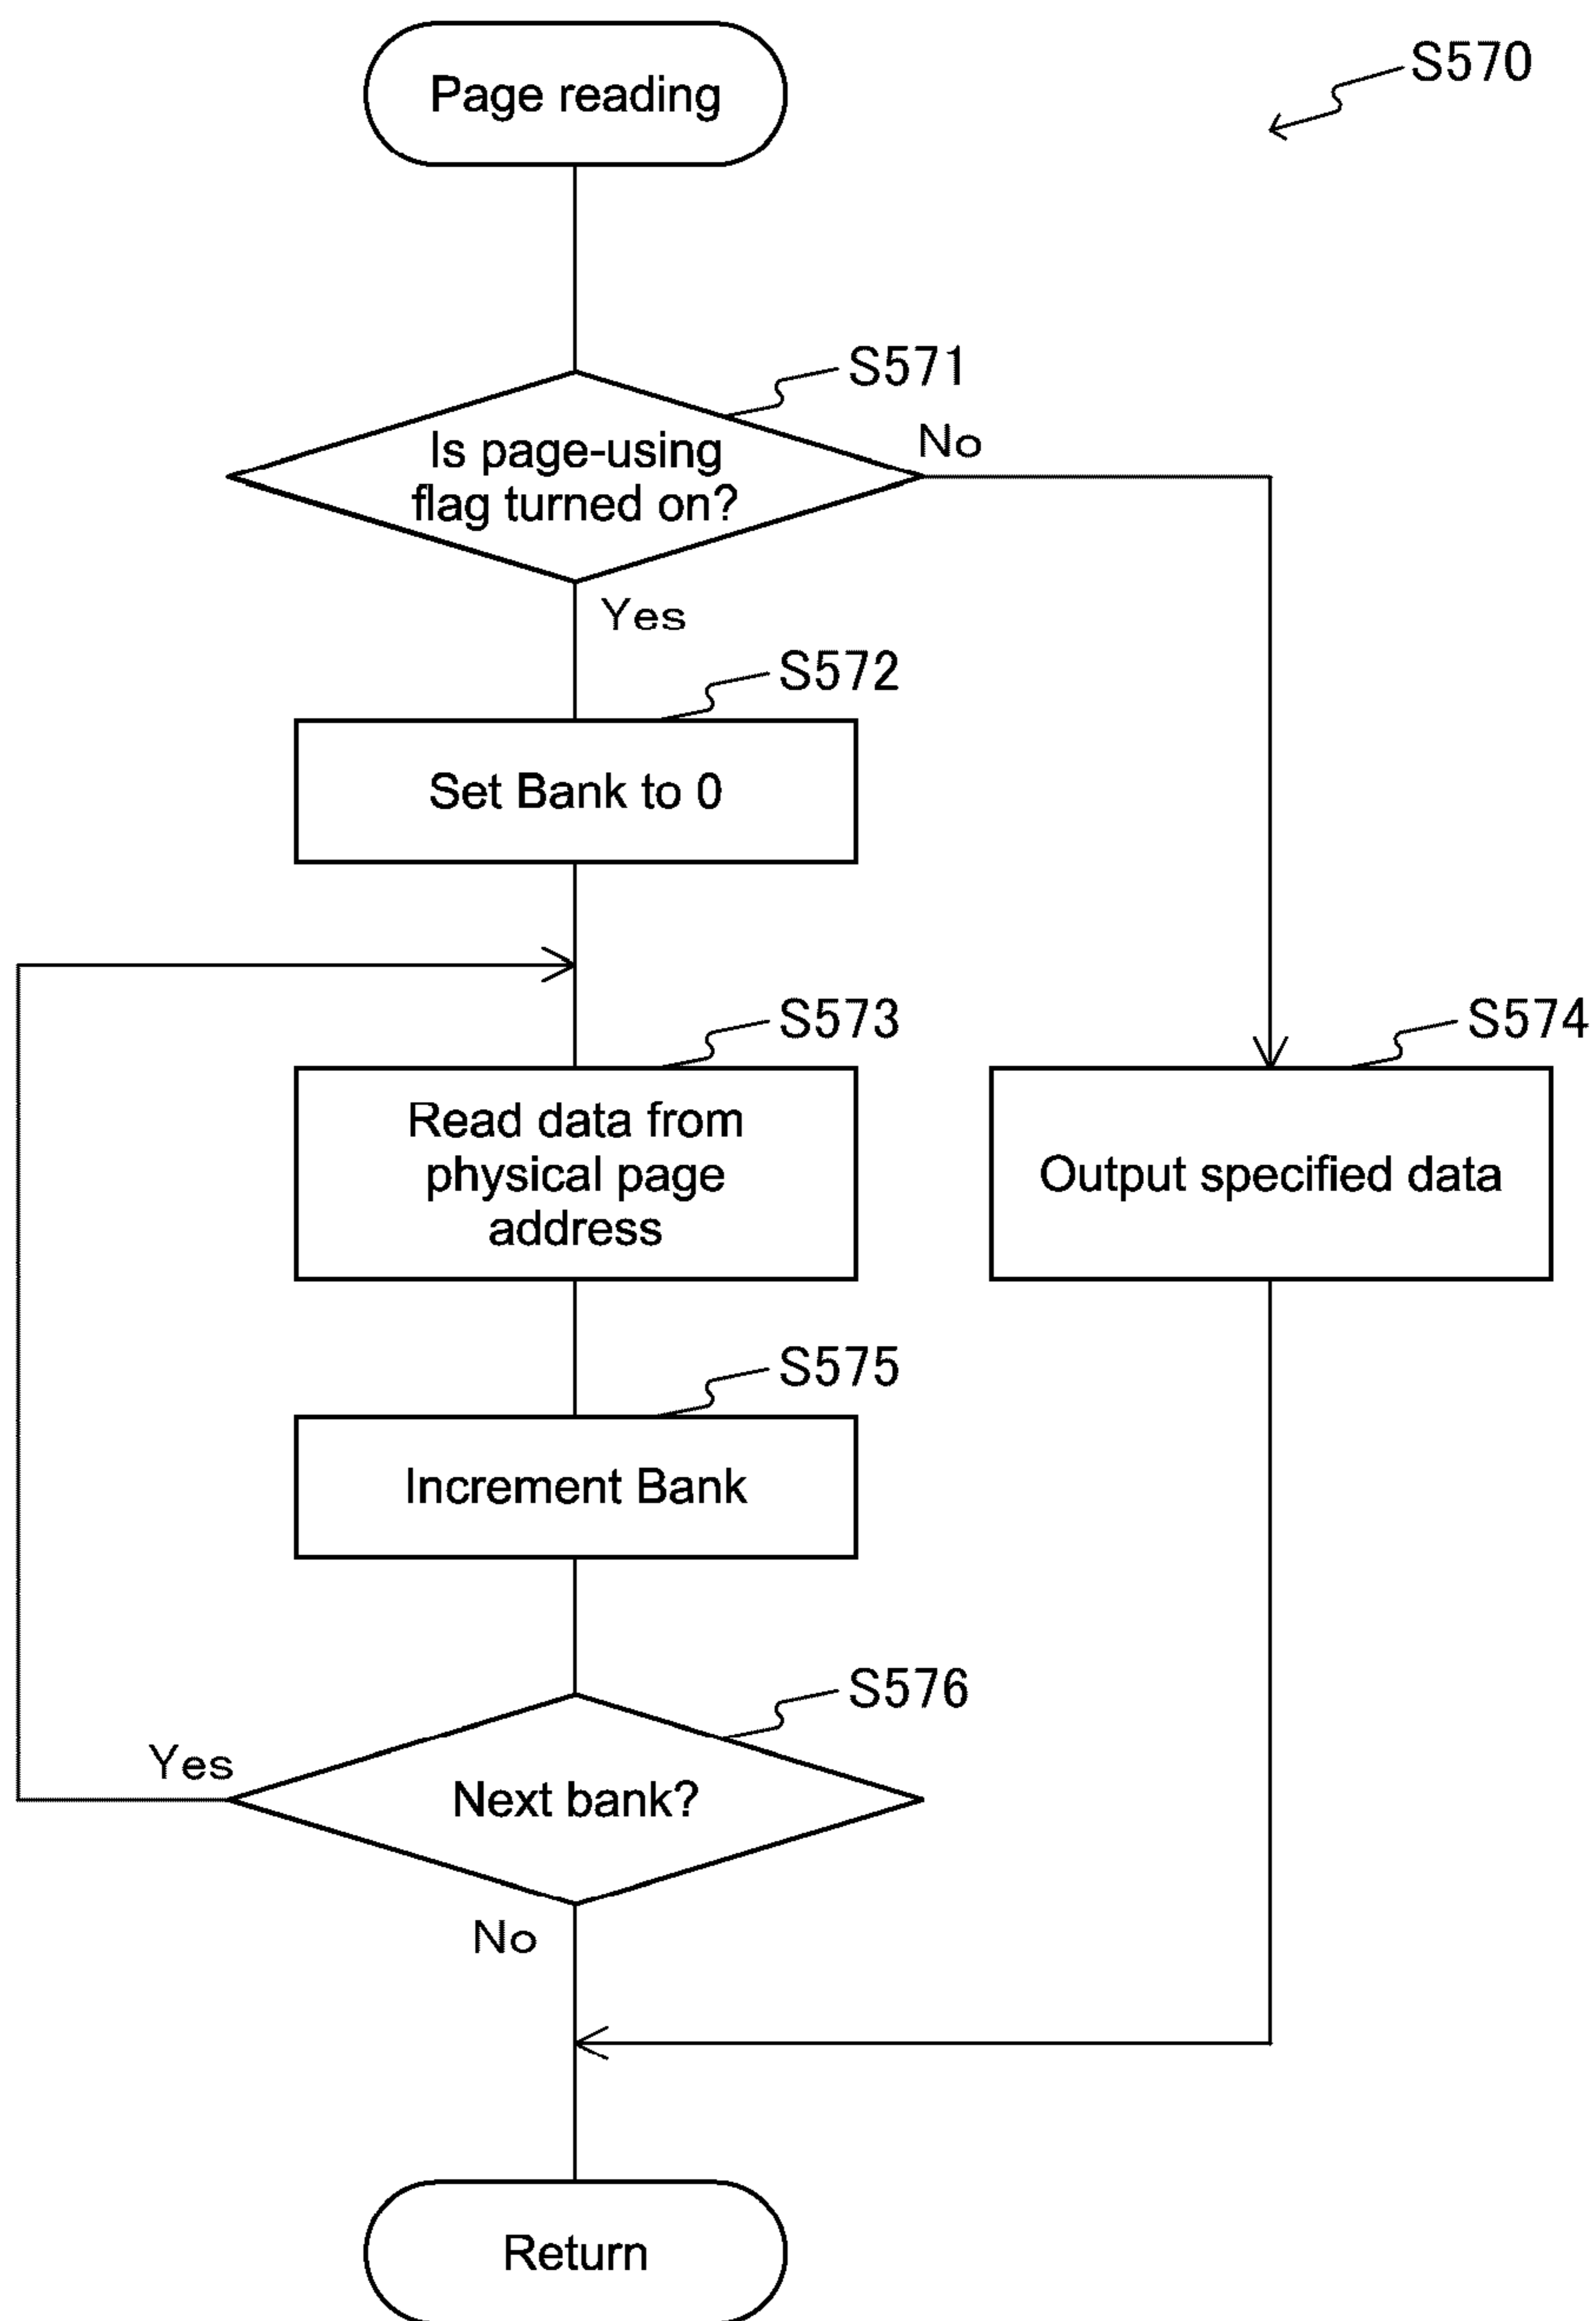 Page reading
S570
S571
Is page-using
flag turned on?
No
Yes
S572
Set Bank to 0
S573
Read data from
physical page
address
S574
Output specified data
S575
Increment Bank
S576
Next bank?
Yes
No
Return